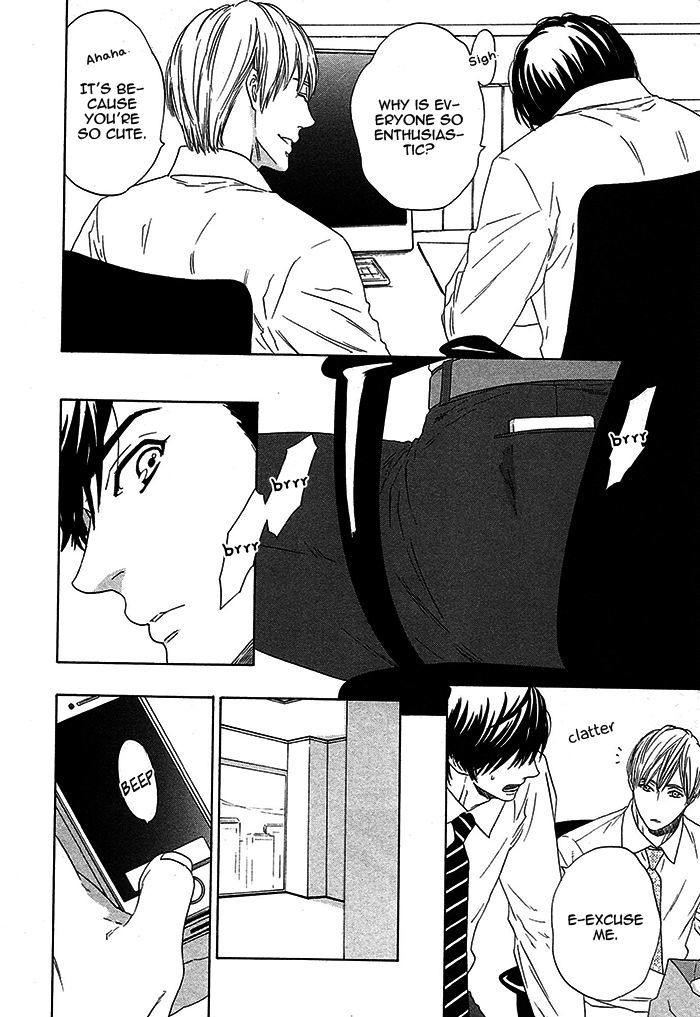 Sigh.
WHY IS EV-
ERYONE SO
ENTHUSIAS-
TIC?
Ahaha.
IT'S BE-
CAUSE
YOU'RE
SO CUTE.
brrr
brrr
brrr
clatter
E-EXCUSE
ME.
BEEP